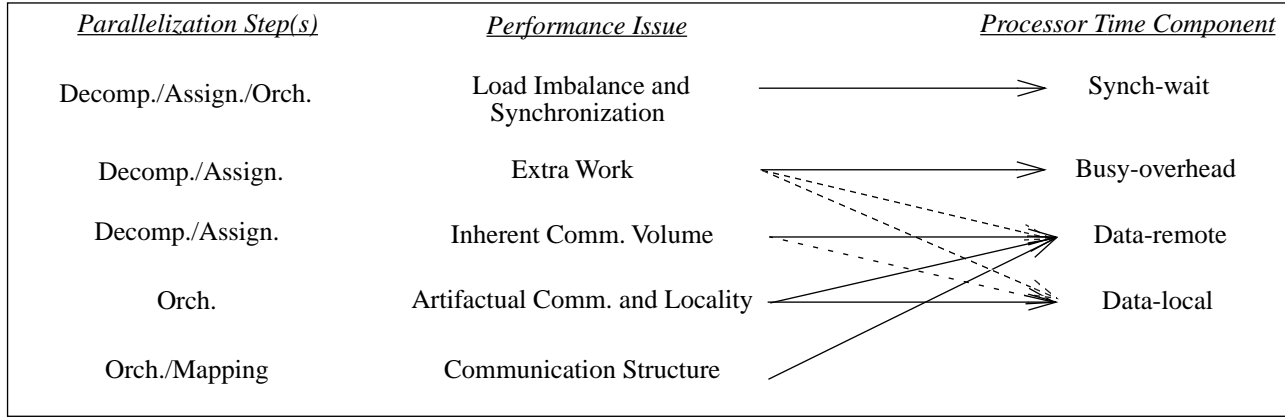 Parallelization Step(s) Performance Issue Processor Time Component
Decomp./Assign./Orch. Load Imbalance and Synchronization Synch-wait
Decomp./Assign. Extra Work Busy-overhead
Decomp./Assign. Inherent Comm. Volume Data-remote
Orch. Artifactual Comm. and Locality Data-local
Orch./Mapping Communication Structure